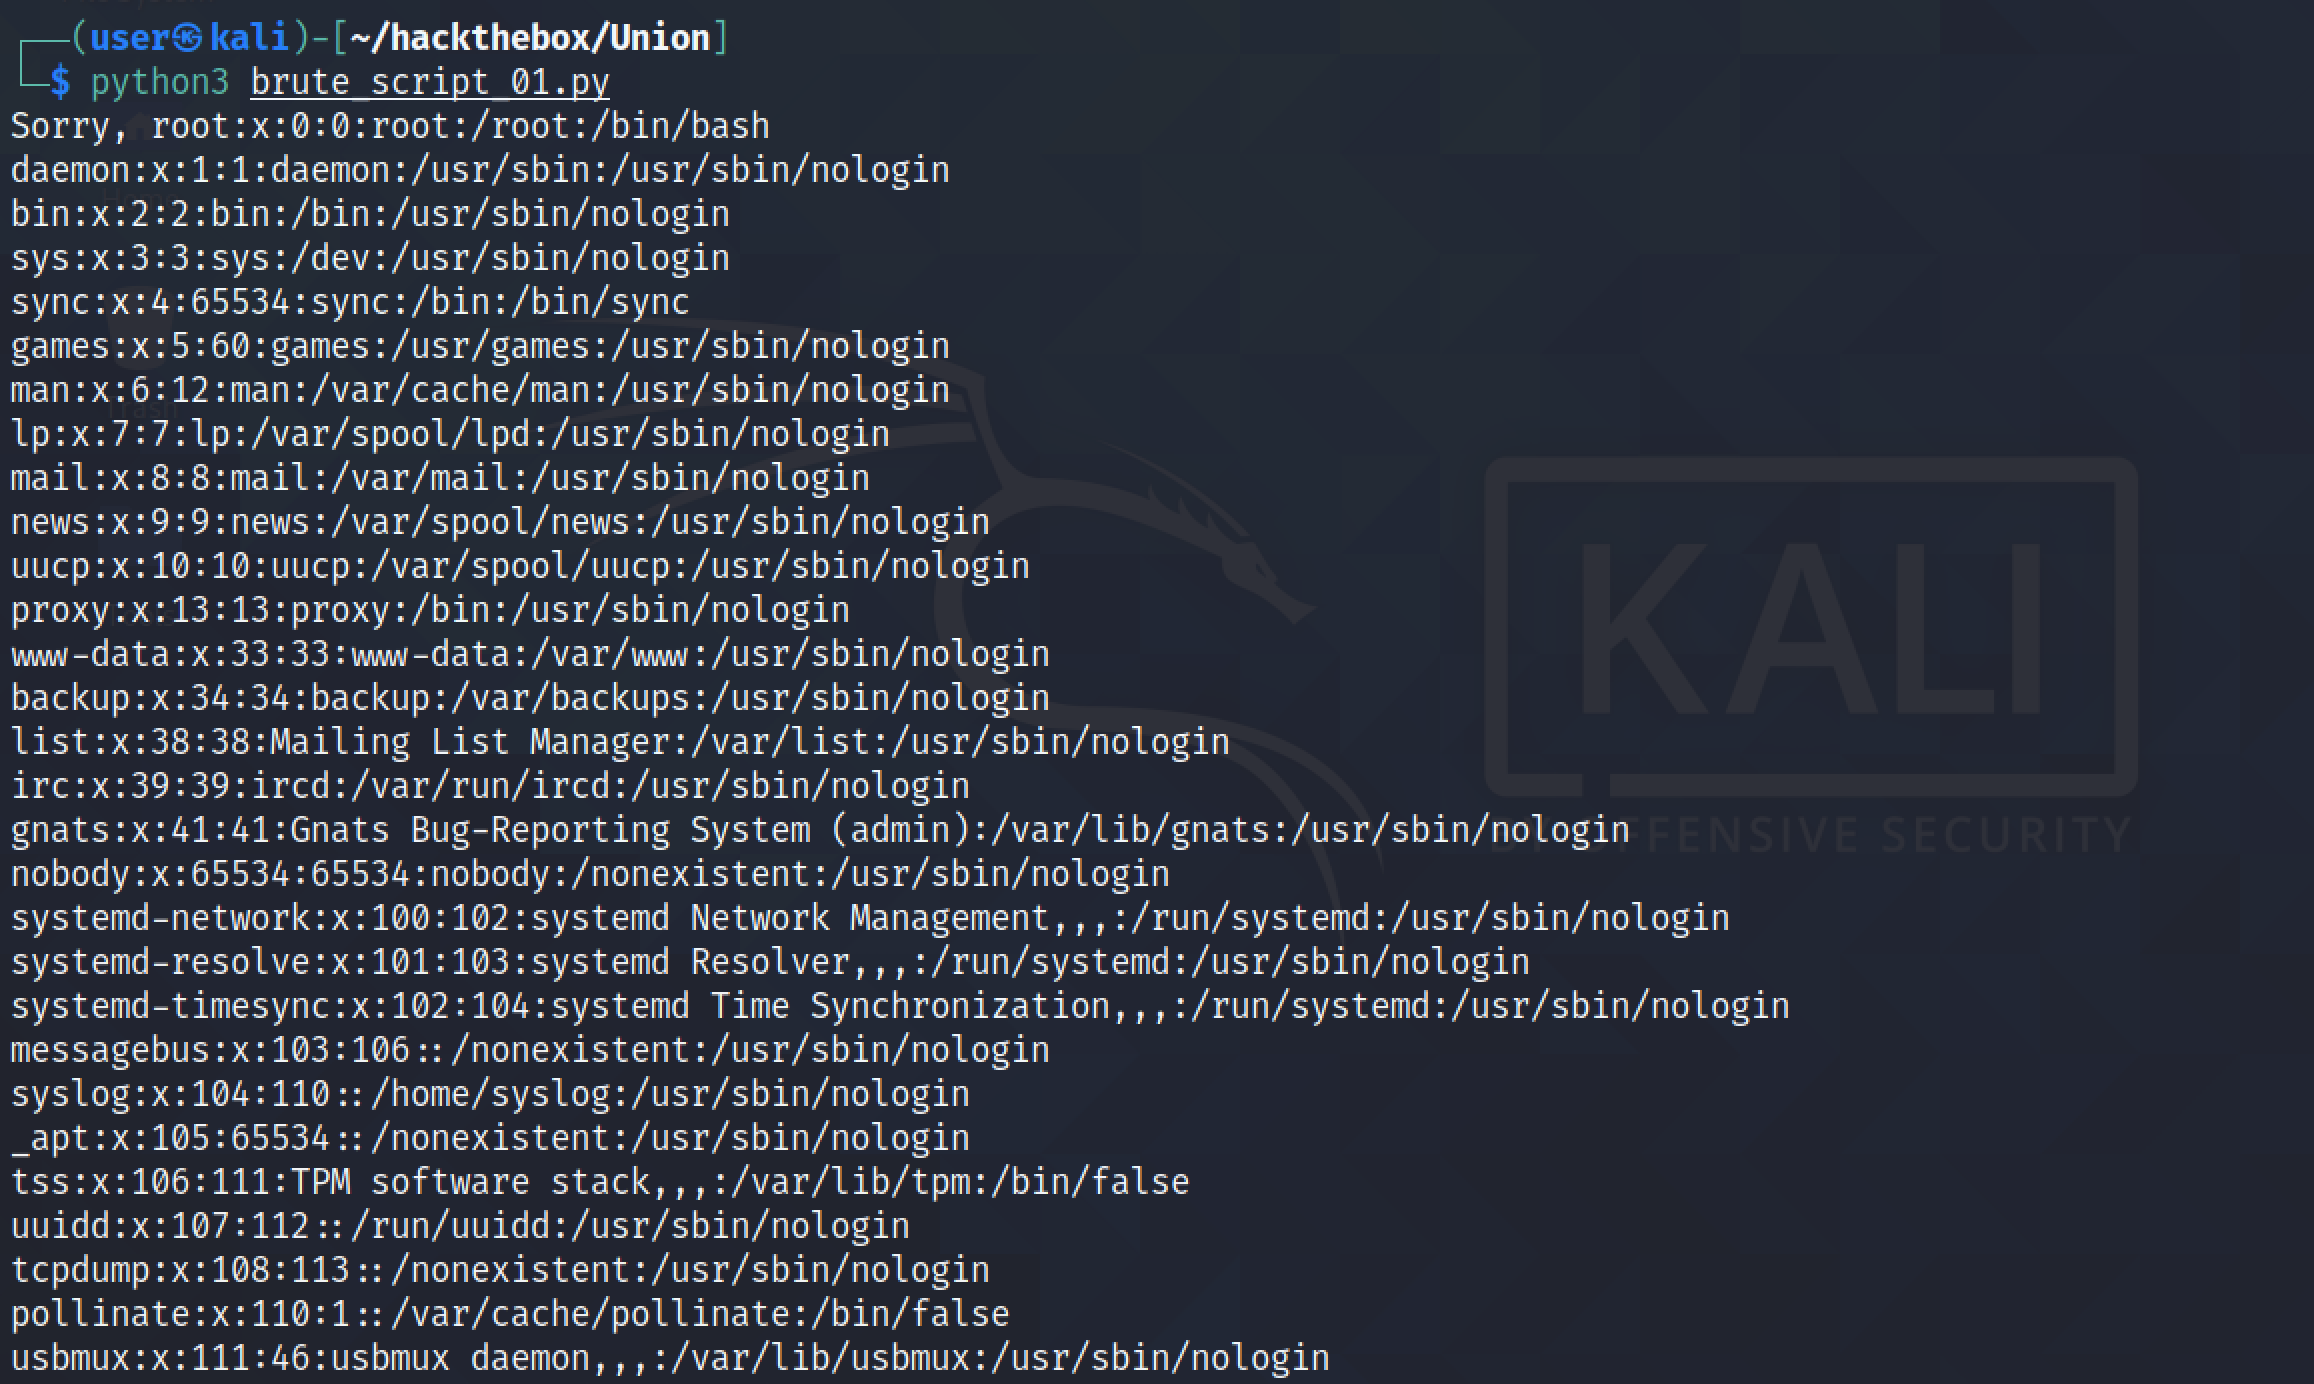 (user㉿kali)-[~/hackthebox/Union]
$ python3 brute_script_01.py
Sorry, root:x:0:0:root:/root:/bin/bash
daemon:x:1:1:daemon:/usr/sbin:/usr/sbin/nologin
bin:x:2:2:bin:/bin:/usr/sbin/nologin
sys:x:3:3:sys:/dev:/usr/sbin/nologin
sync:x:4:65534:sync:/bin:/bin/sync
games:x:5:60:games:/usr/games:/usr/sbin/nologin
man:x:6:12:man:/var/cache/man:/usr/sbin/nologin
lp:x:7:7:lp:/var/spool/lpd:/usr/sbin/nologin
mail:x:8:8:mail:/var/mail:/usr/sbin/nologin
news:x:9:9:news:/var/spool/news:/usr/sbin/nologin
uucp:x:10:10:uucp:/var/spool/uucp:/usr/sbin/nologin
proxy:x:13:13:proxy:/bin:/usr/sbin/nologin
www-data:x:33:33:www-data:/var/www:/usr/sbin/nologin
backup:x:34:34:backup:/var/backups:/usr/sbin/nologin
list:x:38:38:Mailing List Manager:/var/list:/usr/sbin/nologin
irc:x:39:39:ircd:/var/run/ircd:/usr/sbin/nologin
gnats:x:41:41:Gnats Bug-Reporting System (admin):/var/lib/gnats:/usr/sbin/nologin
nobody:x:65534:65534:nobody:/nonexistent:/usr/sbin/nologin
systemd-network:x:100:102:systemd Network Management,,,:/run/systemd:/usr/sbin/nologin
systemd-resolve:x:101:103:systemd Resolver,,,:/run/systemd:/usr/sbin/nologin
systemd-timesync:x:102:104:systemd Time Synchronization,,,:/run/systemd:/usr/sbin/nologin
messagebus:x:103:106::/nonexistent:/usr/sbin/nologin
syslog:x:104:110::/home/syslog:/usr/sbin/nologin
_apt:x:105:65534::/nonexistent:/usr/sbin/nologin
tss:x:106:111:TPM software stack,,,:/var/lib/tpm:/bin/false
uuidd:x:107:112::/run/uuidd:/usr/sbin/nologin
tcpdump:x:108:113::/nonexistent:/usr/sbin/nologin
pollinate:x:110:1::/var/cache/pollinate:/bin/false
usbmux:x:111:46:usbmux daemon,,,:/var/lib/usbmux:/usr/sbin/nologin
Trash
KALI
OFFENSIVE SECURITY